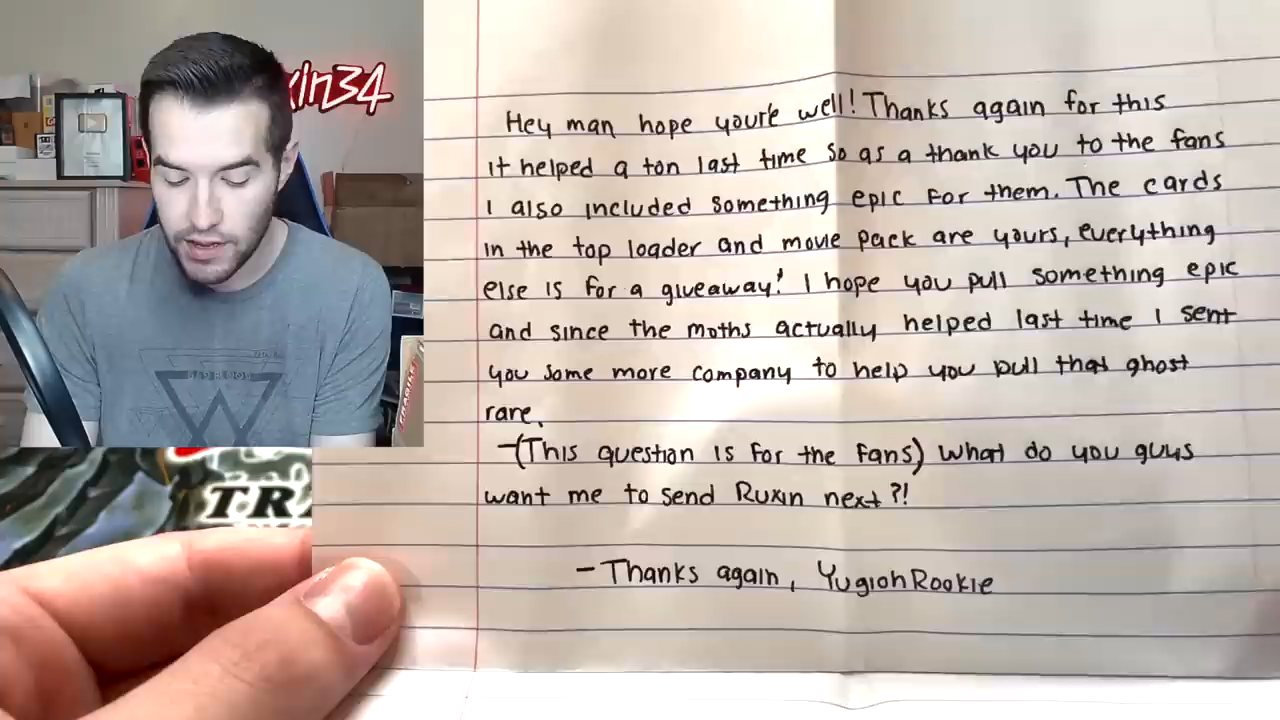 xin34
Hey man hope you're well! Thanks again for this
it helped a ton last time so as a thank you to the fans
I also included something epic for them. The cards
in the top loader and movie pack are yours, everything
else is for a giveaway! I hope you pull something epic
and since the moths actually helped last time I sent
you some more company to help you pull that ghost
rare.
-(This question is for the fans) What do you guys
want me to send Ruxin next?!
- Thanks again, YugiohRookie
TR